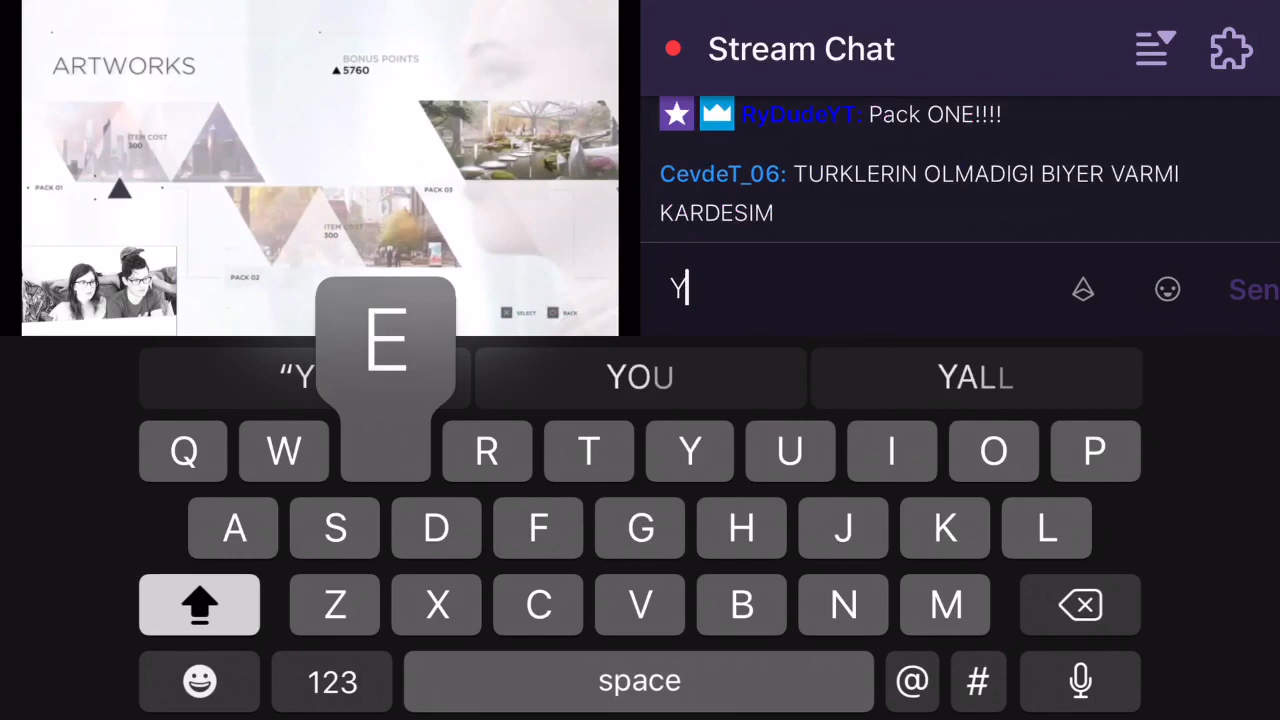 ARTWORKS
BONUS POINTS
5760
ITEM COST
300
PACK 01
PACK 03
ITEM COST
300
PACK 02
SELECT
BACK
Stream Chat
RyDudeYT: Pack ONE!!!!
CevdeT_06: TURKLERIN OLMADIGI BIYER VARMI
KARDESIM
Y
Sen
E
“Y
YOU
YALL
Q W R T Y U I O P
A S D F G H J K L
Z X C V B N M
123 space @ #